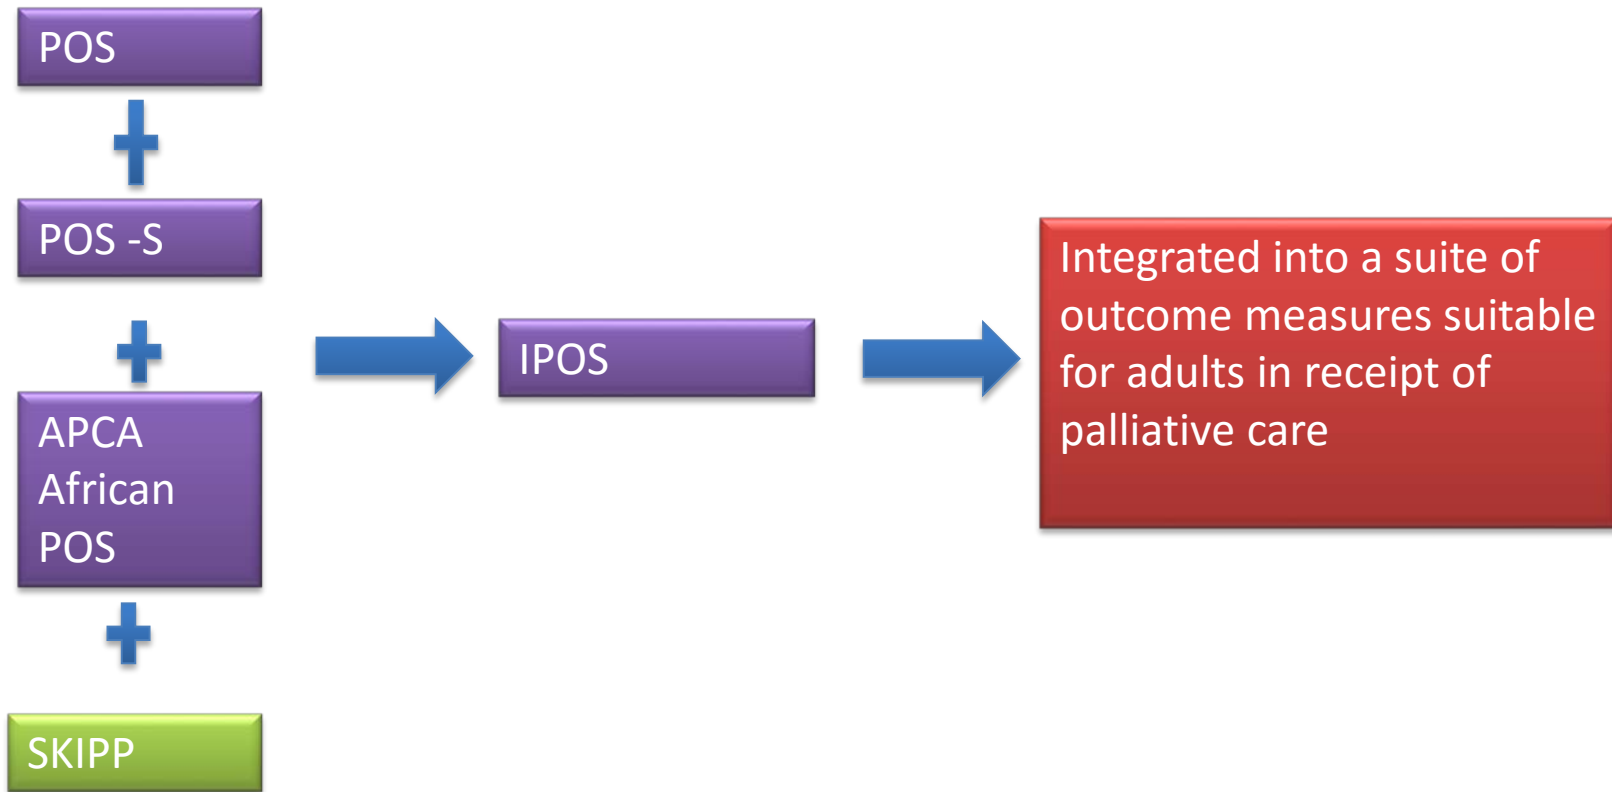 POS
POS -S
APCA
African
POS
SKIPP
IPOS
Integrated into a suite of
outcome measures suitable
for adults in receipt of
palliative care